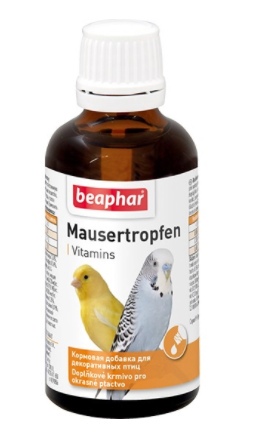 beaphar
Mausertropfen
Vitamins
Кормовая добавка для
декоративных птиц
Doplňkové krmivo pro
okrasné ptactvo